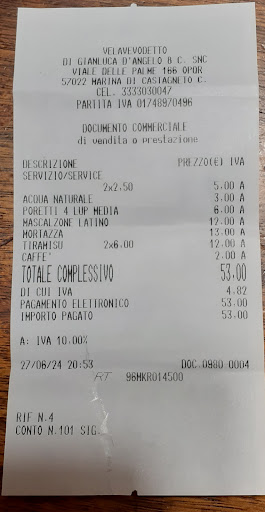 VELAVEVODETTO
DI GIANLUCA D'ANGELO & C. SNC
VIALE DELLE PALME 166 OPOR
57022 MARINA DI CASTAGNETO C.
CEL. 3333030047
PARTITA IVA 01748970496
DOCUMENTO COMMERCIALE
di vendita o prestazione
DESCRIZIONE PREZZO(€) IVA
SERVIZIO/SERVICE
2x2.50 5.00 A
ACQUA NATURALE 3.00 A
PORETTI 4 LUP MEDIA 6.00 A
MASCALZONE LATINO 12.00 A
MORTAZZA 13.00 A
TIRAMISU 2x6.00 12.00 A
CAFFE' 2.00 A
TOTALE COMPLESSIVO 53.00
DI CUI IVA 4.82
PAGAMENTO ELETTRONICO 53.00
IMPORTO PAGATO 53.00
A: IVA 10.00%
27/06/24 20:53 DOC.0980 0004
RT 96MKR014500
RIF N.4
CONTO N.101 SIG.